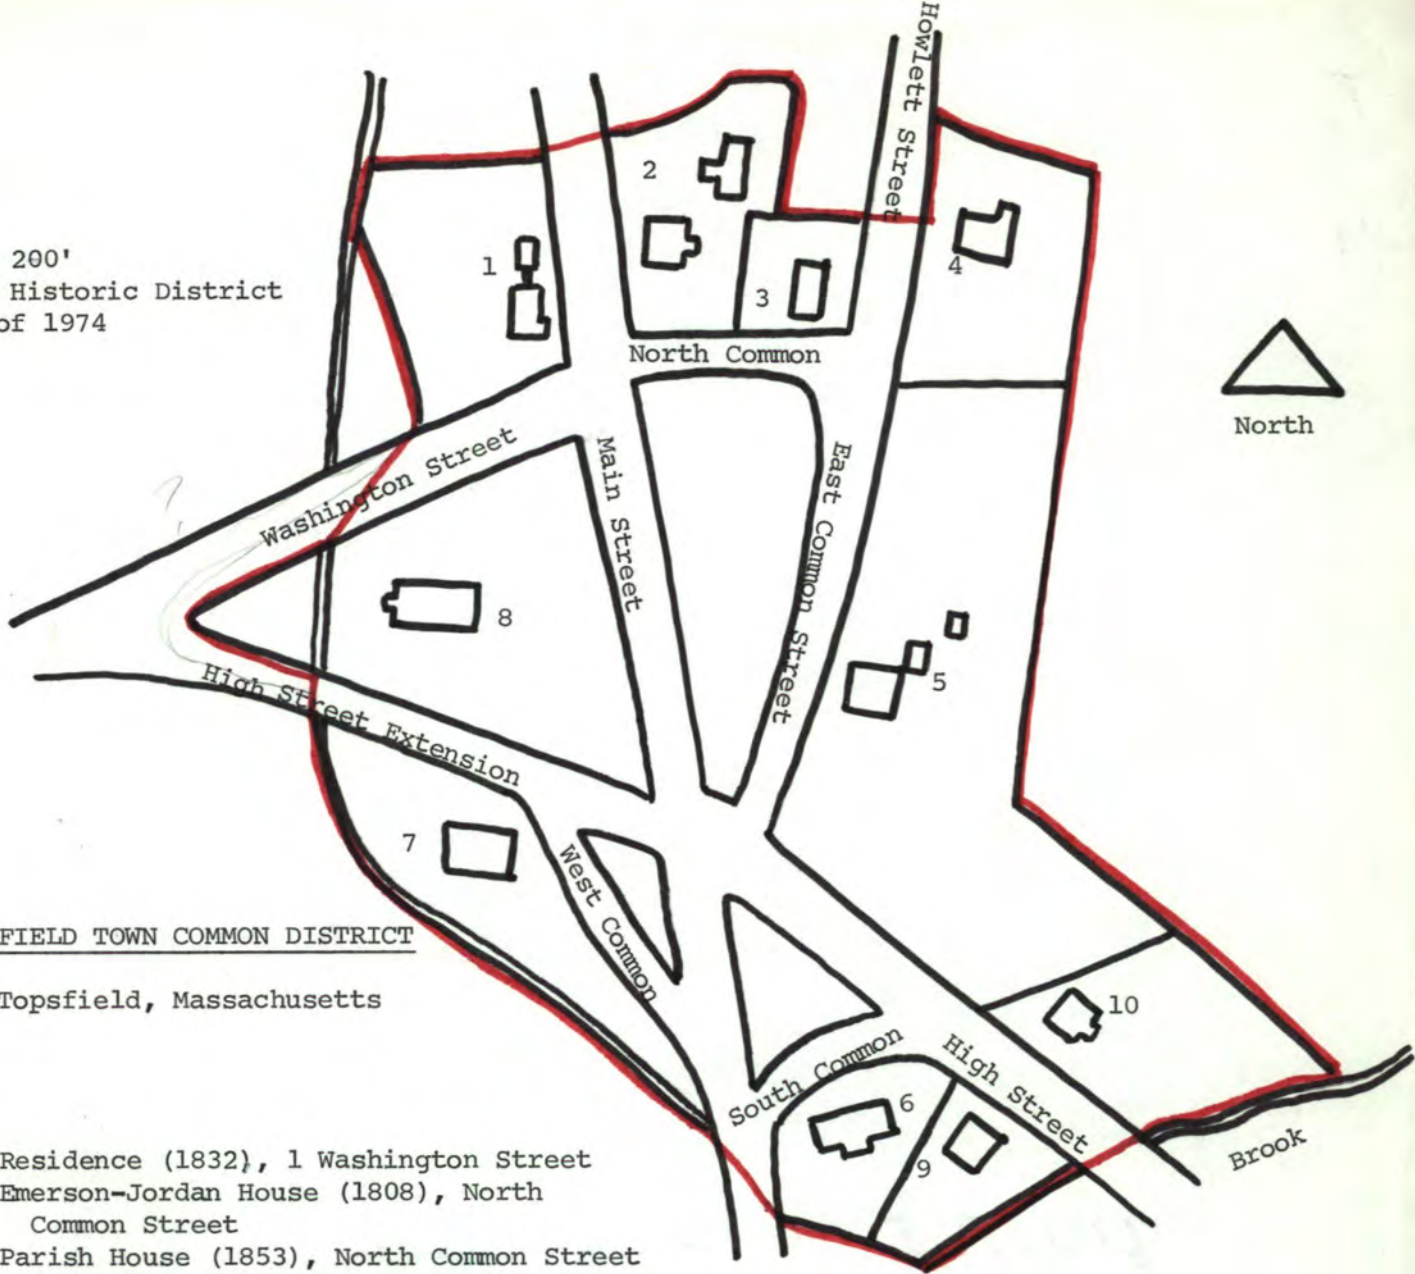 Howlett Street
2
1
4
3
200'
Historic District
of 1974
North Common
North
Washington Street
Main Street
East Common Street
?
8
5
High Street Extension
7
West Common
FIELD TOWN COMMON DISTRICT
Topsfield, Massachusetts
10
South Common
High Street
6
9
Brook
Residence (1832), 1 Washington Street
Emerson-Jordan House (1808), North
Common Street
Parish House (1853), North Common Street